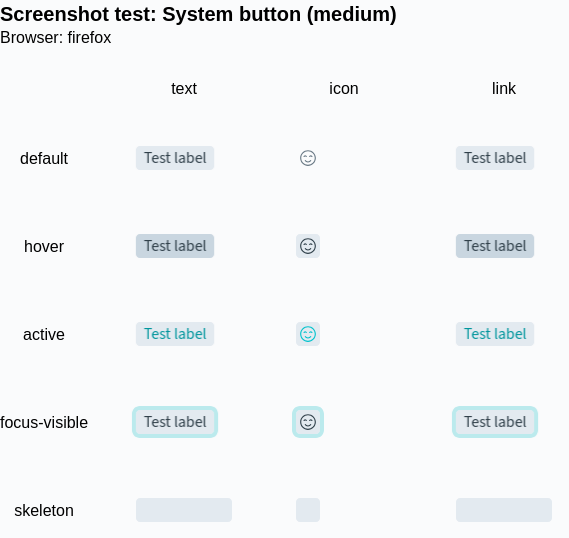 Screenshot test: System button (medium)
Browser: firefox
text icon link
default Test label Test label
hover Test label Test label
active Test label Test label
focus-visible Test label Test label
skeleton